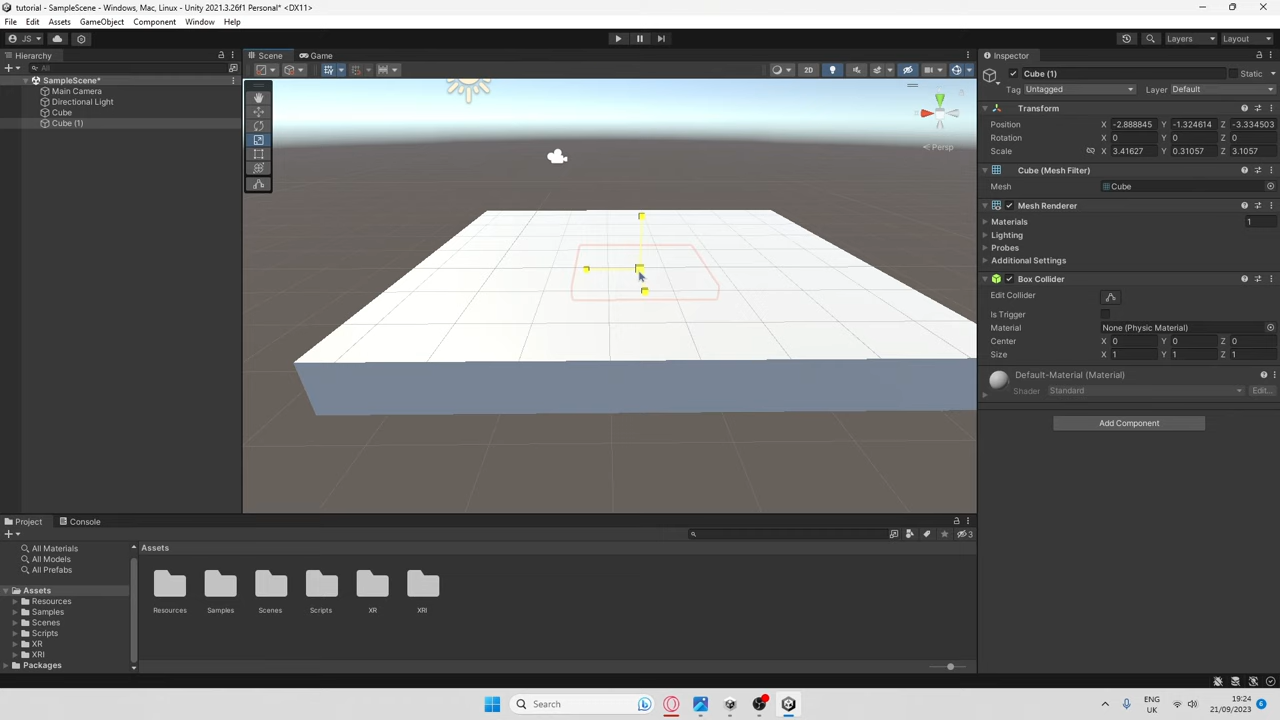 tutorial - SampleScene - Windows, Mac, Linux - Unity 2021.3.26f1 Personal* <DX11>
File Edit Assets GameObject Component Window Help
JS Layers Layout
Hierarchy Scene Game Inspector
All
SampleScene*
Main Camera
Directional Light
Cube
Cube (1)
2D
Persp
Cube (1) Static
Tag Untagged Layer Default
Transform
Position X -2.888845 Y -1.324614 Z -3.334503
Rotation X 0 Y 0 Z 0
Scale X 3.41627 Y 0.31057 Z 3.1057
Cube (Mesh Filter)
Mesh Cube
Mesh Renderer
Materials 1
Lighting
Probes
Additional Settings
Box Collider
Edit Collider
Is Trigger
Material None (Physic Material)
Center X 0 Y 0 Z 0
Size X 1 Y 1 Z 1
Default-Material (Material)
Shader Standard Edit...
Add Component
Project Console
3
All Materials
All Models
All Prefabs
Assets
Resources
Samples
Scenes
Scripts
XR
XRI
Packages
Assets
Resources Samples Scenes Scripts XR XRI
Search
ENG
UK
19:24
21/09/2023
6